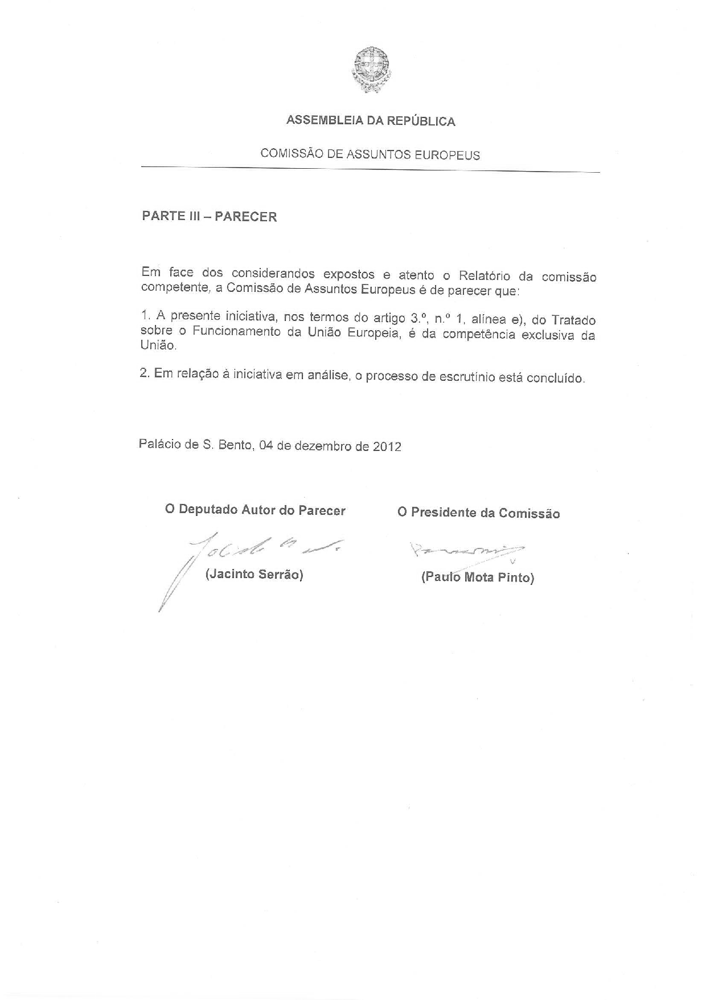 ASSEMBLEIA DA REPÚBLICA
COMISSÃO DE ASSUNTOS EUROPEUS
PARTE III – PARECER
Em face dos considerandos expostos e atento o Relatório da comissão
competente, a Comissão de Assuntos Europeus é de parecer que:
1. A presente iniciativa, nos termos do artigo 3.º, n.º 1, alínea e), do Tratado
sobre o Funcionamento da União Europeia, é da competência exclusiva da
União.
2. Em relação à iniciativa em análise, o processo de escrutínio está concluído.
Palácio de S. Bento, 04 de dezembro de 2012
O Deputado Autor do Parecer O Presidente da Comissão
(Jacinto Serrão) (Paulo Mota Pinto)